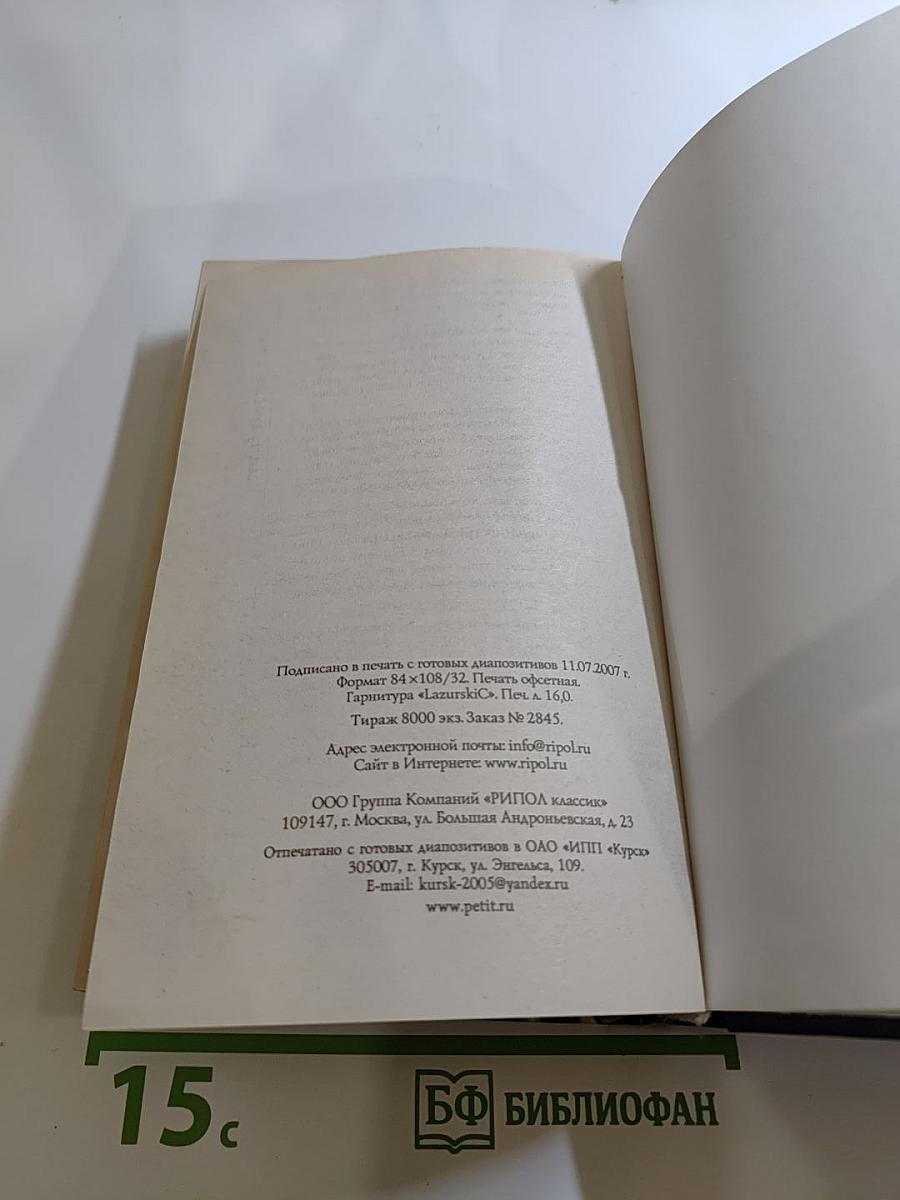 Подписано в печать с готовых диапозитивов 11.07.2007 г.
Формат 84×108/32. Печать офсетная.
Гарнитура «LazurskiC». Печ. л. 16,0.
Тираж 8000 экз. Заказ № 2845.
Адрес электронной почты: info@ripol.ru
Сайт в Интернете: www.ripol.ru
ООО Группа Компаний «РИПОЛ классик»
109147, г. Москва, ул. Большая Андроньевская, д. 23
Отпечатано с готовых диапозитивов в ОАО «ИПП «Курск»
305007, г. Курск, ул. Энгельса, 109.
E-mail: kursk-2005@yandex.ru
www.petit.ru
15 с
БФ БИБЛИОФАН